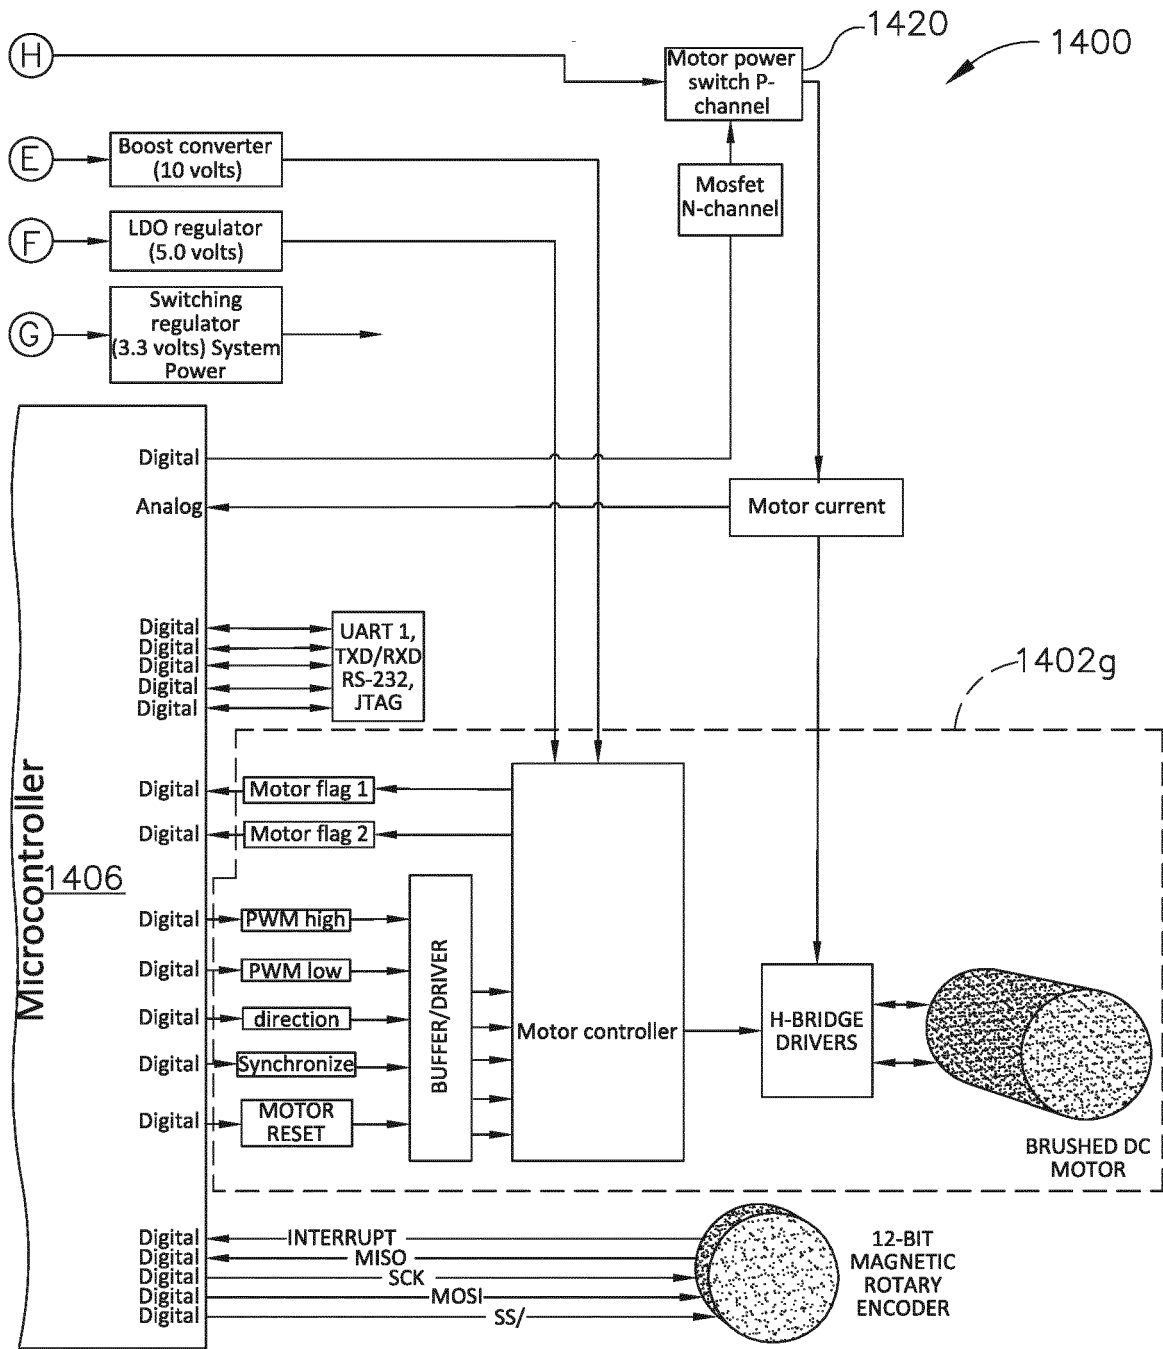 H
Motor power
switch P-
channel
1420
1400
E
Boost converter
(10 volts)
Mosfet
N-channel
F
LDO regulator
(5.0 volts)
G
Switching
regulator
(3.3 volts) System
Power
Digital
Analog
Motor current
Digital
Digital
Digital
Digital
Digital
UART 1,
TXD/RXD
RS-232,
JTAG
1402g
Microcontroller
1406
Digital
Motor flag 1
Digital
Motor flag 2
Digital
PWM high
Digital
PWM low
Digital
direction
Digital
Synchronize
Digital
MOTOR
RESET
BUFFER/DRIVER
Motor controller
H-BRIDGE
DRIVERS
BRUSHED DC
MOTOR
Digital
INTERRUPT
Digital
MISO
Digital
SCK
Digital
MOSI
Digital
SS/
12-BIT
MAGNETIC
ROTARY
ENCODER